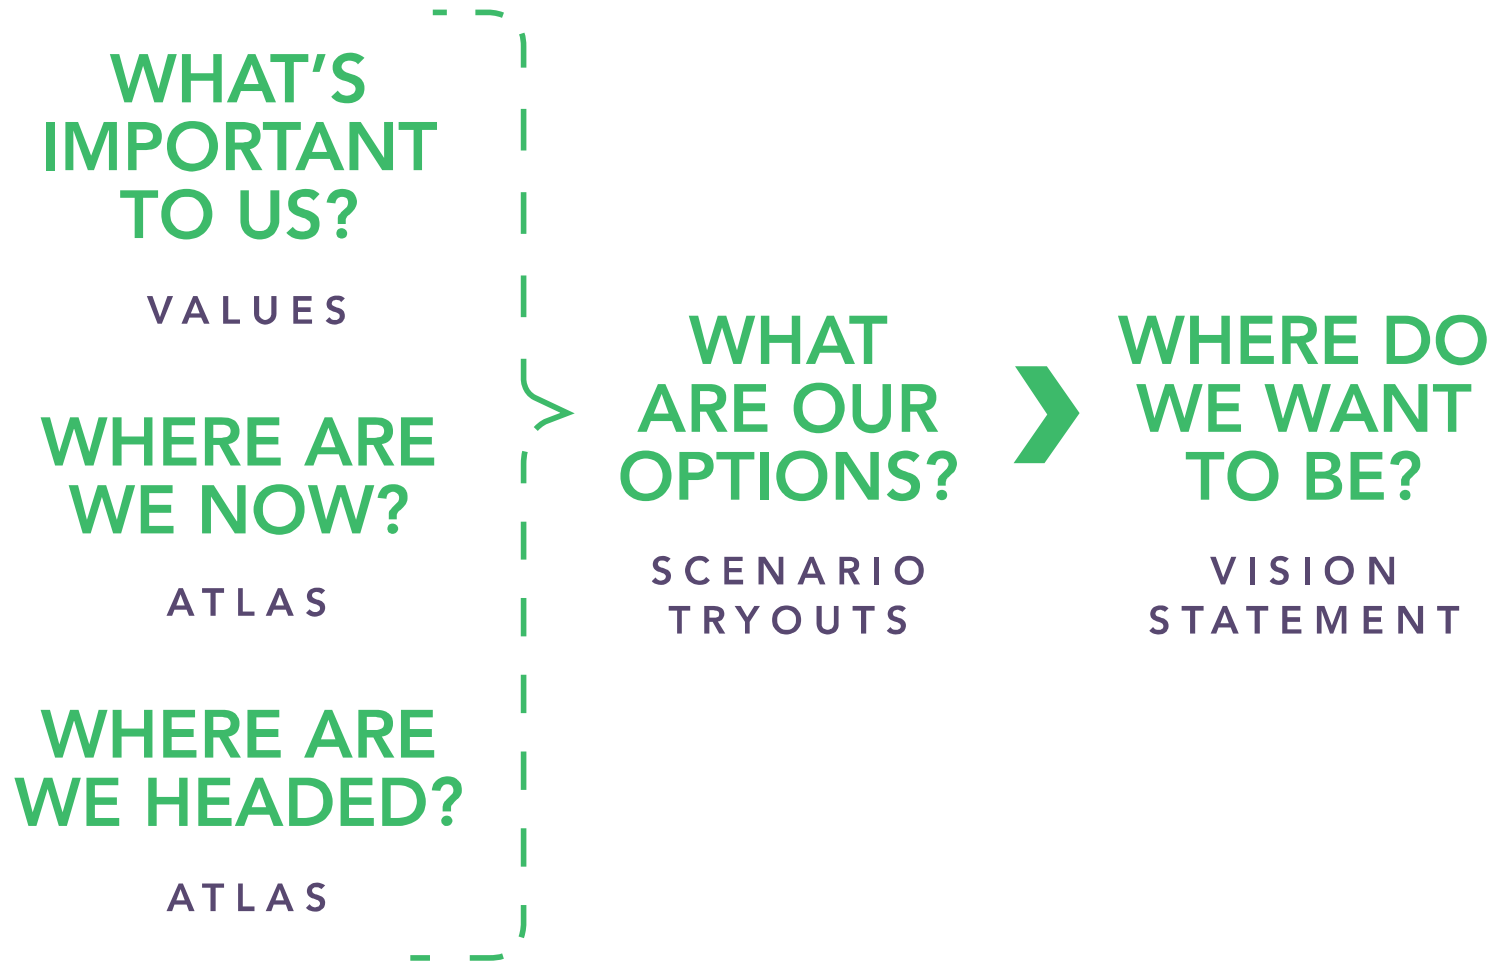 WHAT’S
IMPORTANT
TO US?
VALUES
WHERE ARE
WE NOW?
ATLAS
WHERE ARE
WE HEADED?
ATLAS
WHAT
ARE OUR
OPTIONS?
SCENARIO
TRYOUTS
WHERE DO
WE WANT
TO BE?
VISION
STATEMENT